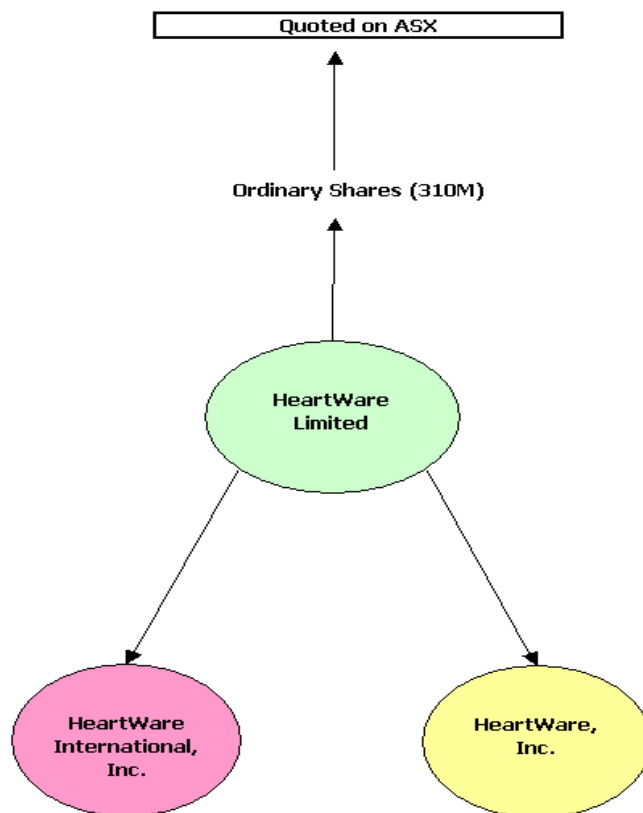 Quoted on ASX
Ordinary Shares (310M)
HeartWare
Limited
HeartWare
International,
Inc.
HeartWare,
Inc.